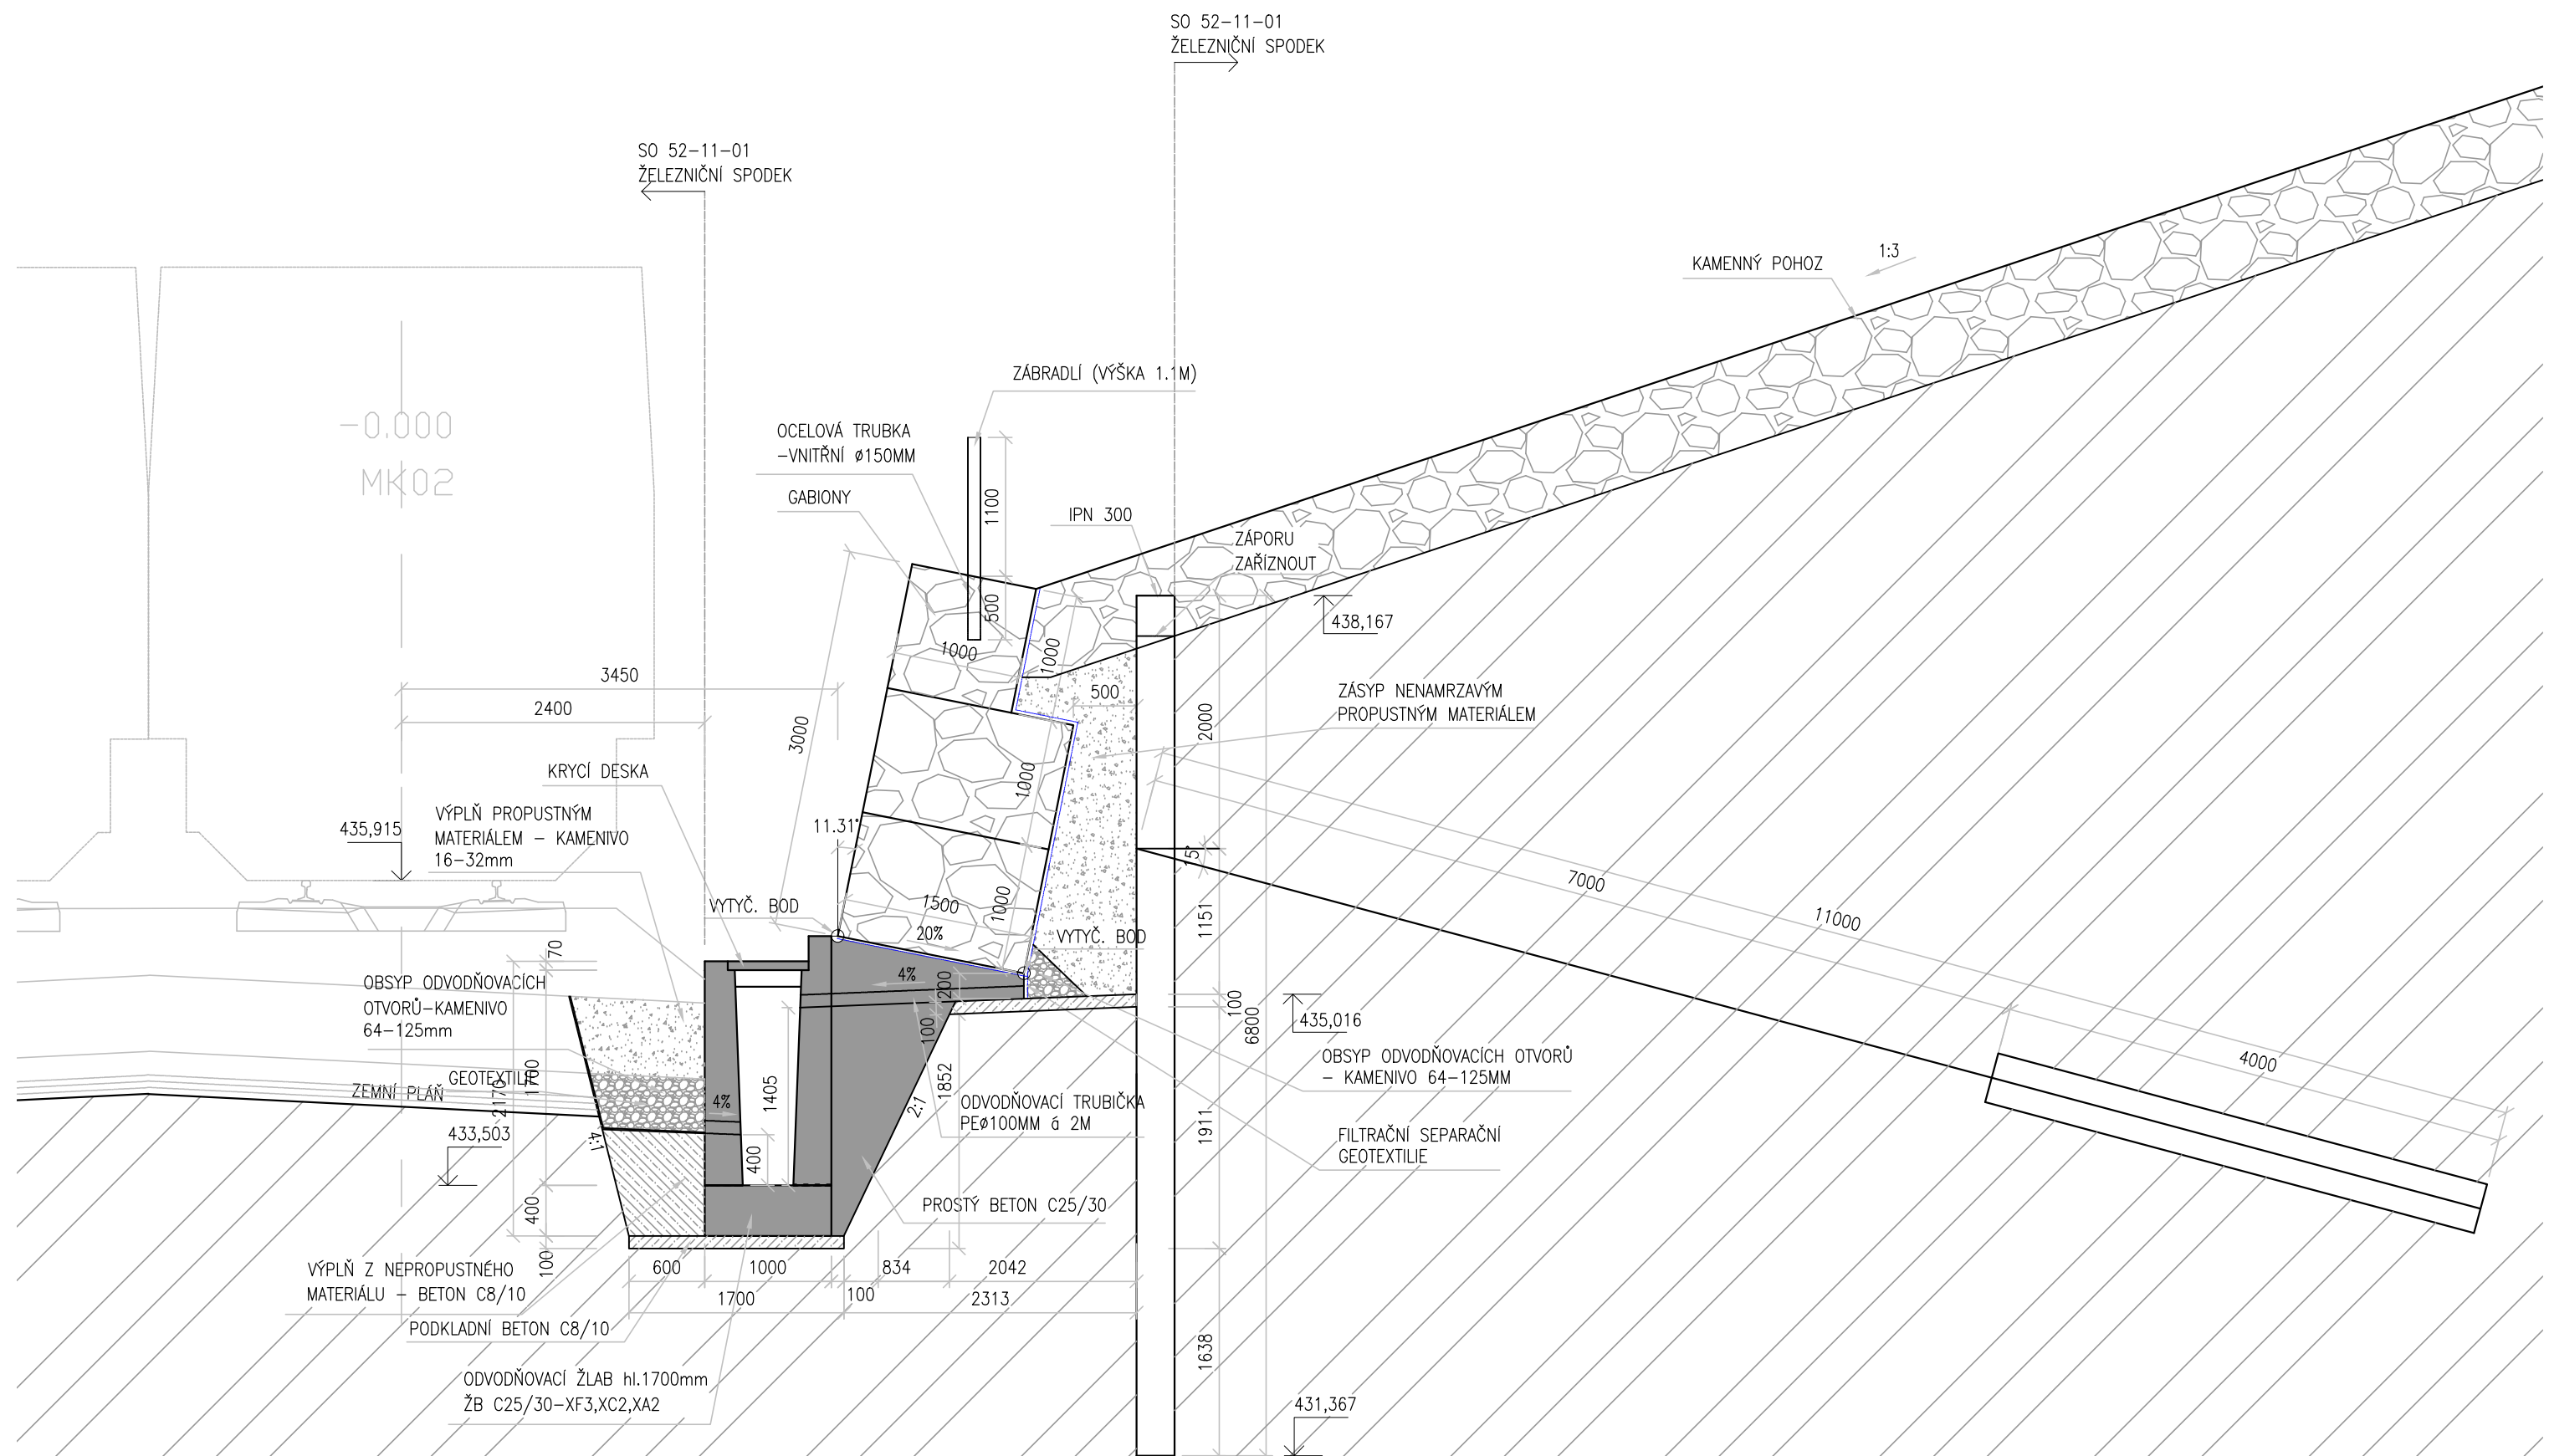 SO 52-11-01
ŽELEZNIČNÍ SPODEK
SO 52-11-01
ŽELEZNIČNÍ SPODEK
1:3
KAMENNÝ POHOZ
ZÁBRADLÍ (VÝŠKA 1.1M)
-0.000
MK02
OCELOVÁ TRUBKA
-VNITŘNÍ ø150MM
GABIONY
1100
500
IPN 300
ZÁPORU
ZAŘÍZNOUT
438,167
3450
2400
3000
1000
1000
500
2000
ZÁSYP NENAMRZAVÝM
PROPUSTNÝM MATERIÁLEM
KRYCÍ DESKA
1000
VÝPLŇ PROPUSTNÝM
MATERIÁLEM - KAMENIVO
16-32mm
435,915
11.31°
15°
7000
11000
4000
VYTYČ. BOD
1500
1000
20%
VYTYČ. BOD
1151
70
4%
200
100
6800
435,016
OBSYP ODVODŇOVACÍCH
OTVORŮ-KAMENIVO
64-125mm
GEOTEXTILIE
ZEMNÍ PLÁŇ
2170
1700
1405
100
1852
2:1
4%
400
433,503
4:1
OBSYP ODVODŇOVACÍCH OTVORŮ
- KAMENIVO 64-125MM
ODVODŇOVACÍ TRUBIČKA
PEø100MM á 2M
1911
FILTRAČNÍ SEPARAČNÍ
GEOTEXTILIE
PROSTÝ BETON C25/30
400
100
VÝPLŇ Z NEPROPUSTNÉHO
MATERIÁLU - BETON C8/10
600
1000
834
2042
1700
100
2313
PODKLADNÍ BETON C8/10
1638
ODVODŇOVACÍ ŽLAB hl.1700mm
ŽB C25/30-XF3,XC2,XA2
431,367